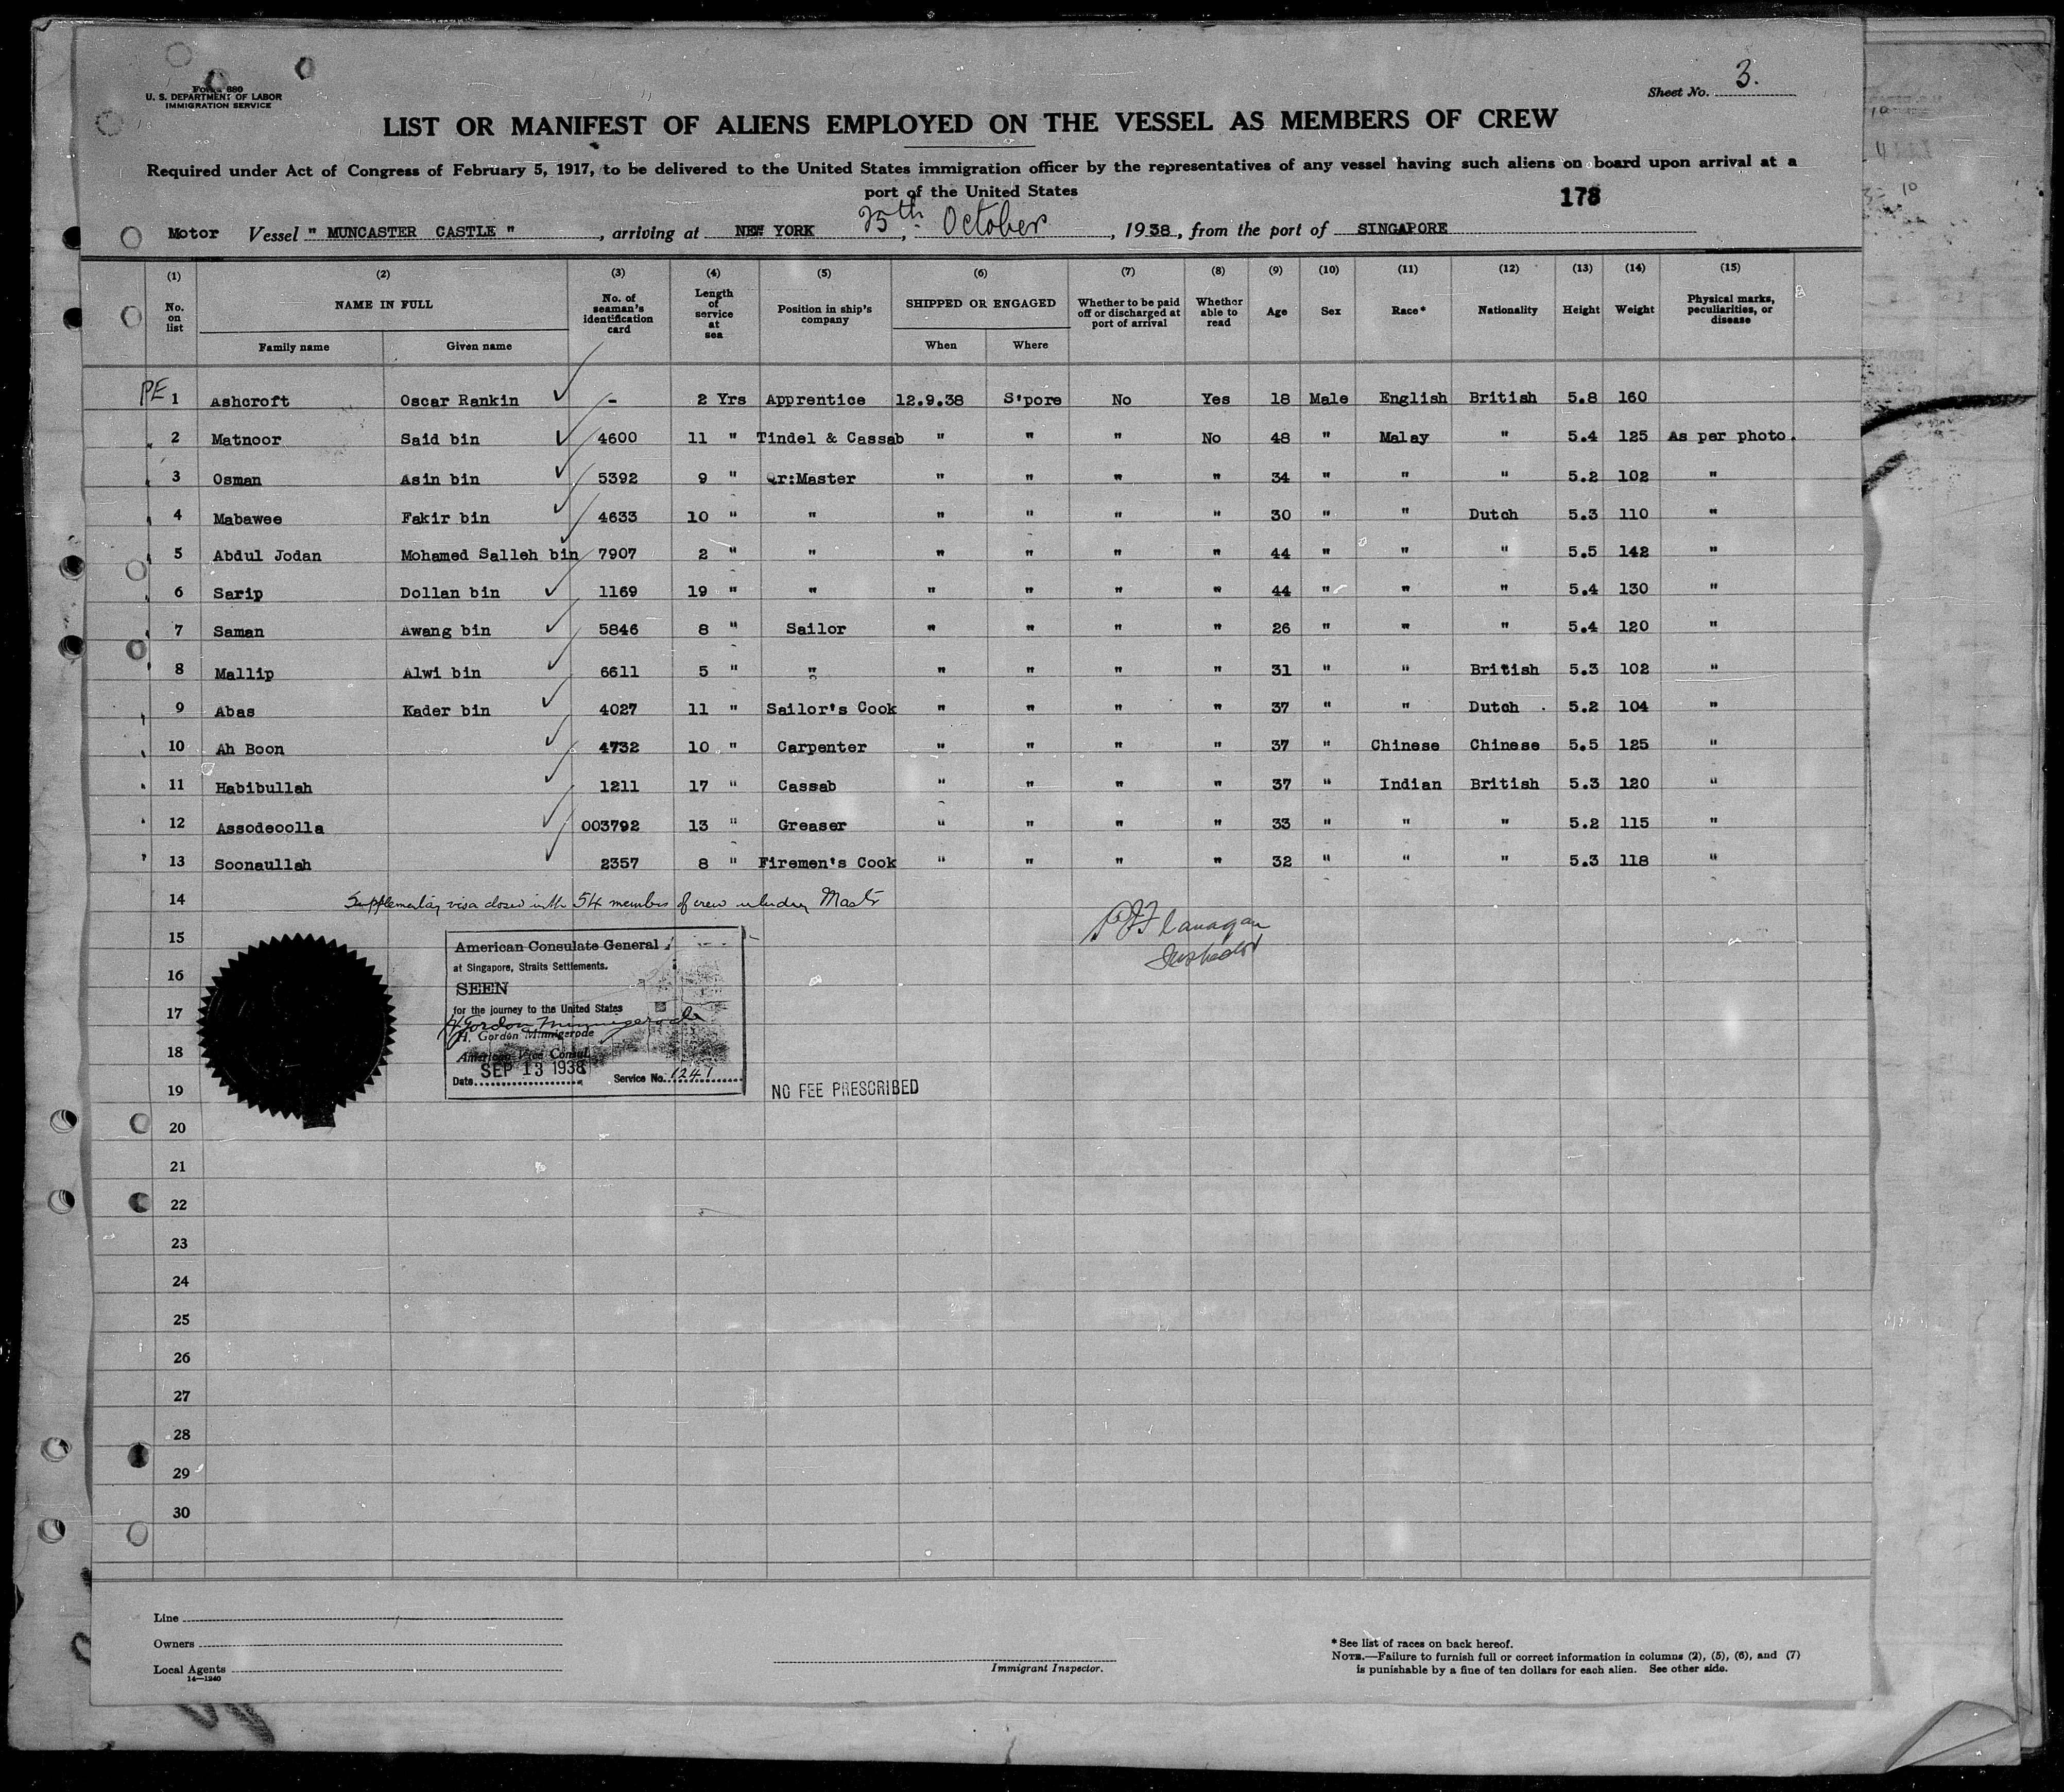 Form 680
U. S. DEPARTMENT OF LABOR
IMMIGRATION SERVICE
Sheet No. 3.
LIST OR MANIFEST OF ALIENS EMPLOYED ON THE VESSEL AS MEMBERS OF CREW
Required under Act of Congress of February 5, 1917, to be delivered to the United States immigration officer by the representatives of any vessel having such aliens on board upon arrival at a
port of the United States
178
Motor Vessel " MUNCASTER CASTLE ", arriving at NEW YORK 25th, October, 1938, from the port of SINGAPORE
(1) (2) (3) (4) (5) (6) (7) (8) (9) (10) (11) (12) (13) (14) (15)
No. on list NAME IN FULL Family name Given name No. of seaman's identification card Length of service at sea Position in ship's company SHIPPED OR ENGAGED When Where Whether to be paid off or discharged at port of arrival Whether able to read Age Sex Race* Nationality Height Weight Physical marks, peculiarities, or disease
PE 1 Ashcroft Oscar Rankin - 2 Yrs Apprentice 12.9.38 S'pore No Yes 18 Male English British 5.8 160
2 Matnoor Said bin 4600 11 " Tindel & Cassab " " " No 48 " Malay " 5.4 125 As per photo.
3 Osman Asin bin 5392 9 " Qr:Master " " " " 34 " " " 5.2 102 "
4 Mabawee Fakir bin 4633 10 " " " " " " 30 " " Dutch 5.3 110 "
5 Abdul Jodan Mohamed Salleh bin 7907 2 " " " " " " 44 " " " 5.5 142 "
6 Sarip Dollan bin 1169 19 " " " " " " 44 " " " 5.4 130 "
7 Saman Awang bin 5846 8 " Sailor " " " " 26 " " " 5.4 120 "
8 Mallip Alwi bin 6611 5 " " " " " " 31 " " British 5.3 102 "
9 Abas Kader bin 4027 11 " Sailor's Cook " " " " 37 " " Dutch 5.2 104 "
10 Ah Boon 4732 10 " Carpenter " " " " 37 " Chinese Chinese 5.5 125 "
11 Habibullah 1211 17 " Cassab " " " " 37 " Indian British 5.3 120 "
12 Assodeoolla 003792 13 " Greaser " " " " 33 " " " 5.2 115 "
13 Soonaullah 2357 8 " Firemen's Cook " " " " 32 " " " 5.3 118 "
14 Supplementary visa closed with 54 members of crew including Master
15
Flanagan
Inspector
American Consulate General
at Singapore, Straits Settlements.
16
SEEN
17
for the journey to the United States
H Gordon Minnigerode
H. Gordon Minnigerode
18
American Vice Consul
Date SEP 13 1938 Service No. 1241
19 NO FEE PRESCRIBED
20
21
22
23
24
25
26
27
28
29
30
Line
Owners
Local Agents
14—1240
Immigrant Inspector.
* See list of races on back hereof.
NOTE.—Failure to furnish full or correct information in columns (2), (5), (6), and (7)
is punishable by a fine of ten dollars for each alien. See other side.